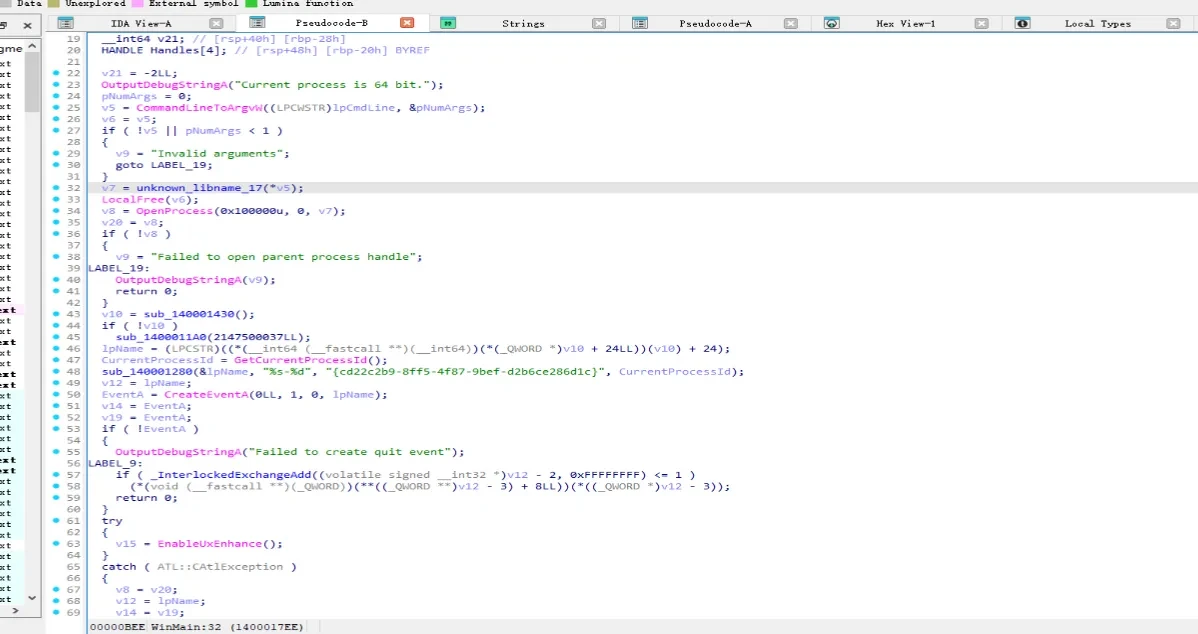 Data Unexplored External symbol Lumina function
IDA View-A Pseudocode-B Strings Pseudocode-A Hex View-1 Local Types
19 __int64 v21; // [rsp+40h] [rbp-28h]
20 HANDLE Handles[4]; // [rsp+48h] [rbp-20h] BYREF
21
22 v21 = -2LL;
23 OutputDebugStringA("Current process is 64 bit.");
24 pNumArgs = 0;
25 v5 = CommandLineToArgvW((LPCWSTR)lpCmdLine, &pNumArgs);
26 v6 = v5;
27 if ( !v5 || pNumArgs < 1 )
28 {
29 v9 = "Invalid arguments";
30 goto LABEL_19;
31 }
32 v7 = unknown_libname_17(*v5);
33 LocalFree(v6);
34 v8 = OpenProcess(0x100000u, 0, v7);
35 v20 = v8;
36 if ( !v8 )
37 {
38 v9 = "Failed to open parent process handle";
39 LABEL_19:
40 OutputDebugStringA(v9);
41 return 0;
42 }
43 v10 = sub_140001430();
44 if ( !v10 )
45 sub_1400011A0(2147500037LL);
46 lpName = (LPCSTR)((*(__int64 (__fastcall **)(__int64))(*(_QWORD *)v10 + 24LL))(v10) + 24);
47 CurrentProcessId = GetCurrentProcessId();
48 sub_140001280(&lpName, "%s-%d", "{cd22c2b9-8ff5-4f87-9bef-d2b6ce286d1c}", CurrentProcessId);
49 v12 = lpName;
50 EventA = CreateEventA(0LL, 1, 0, lpName);
51 v14 = EventA;
52 v19 = EventA;
53 if ( !EventA )
54 {
55 OutputDebugStringA("Failed to create quit event");
56 LABEL_9:
57 if ( _InterlockedExchangeAdd((volatile signed __int32 *)v12 - 2, 0xFFFFFFFF) <= 1 )
58 (*(void (__fastcall **)(_QWORD))(**((_QWORD **)v12 - 3) + 8LL))(*((_QWORD *)v12 - 3));
59 return 0;
60 }
61 try
62 {
63 v15 = EnableUxEnhance();
64 }
65 catch ( ATL::CAtlException )
66 {
67 v8 = v20;
68 v12 = lpName;
69 v14 = v19;
00000BEE WinMain:32 (1400017EE)